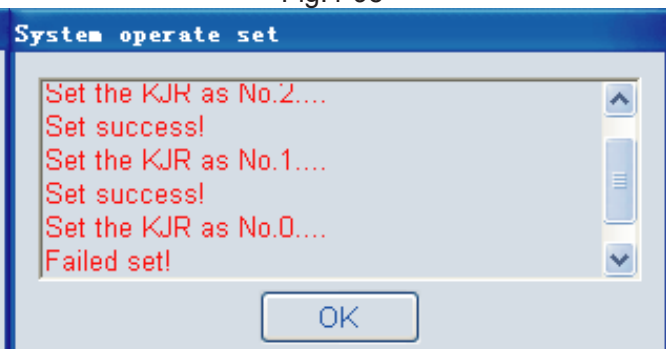 System operate set
Set the KJR as No.2....
Set success!
Set the KJR as No.1....
Set success!
Set the KJR as No.0....
Failed set!
OK